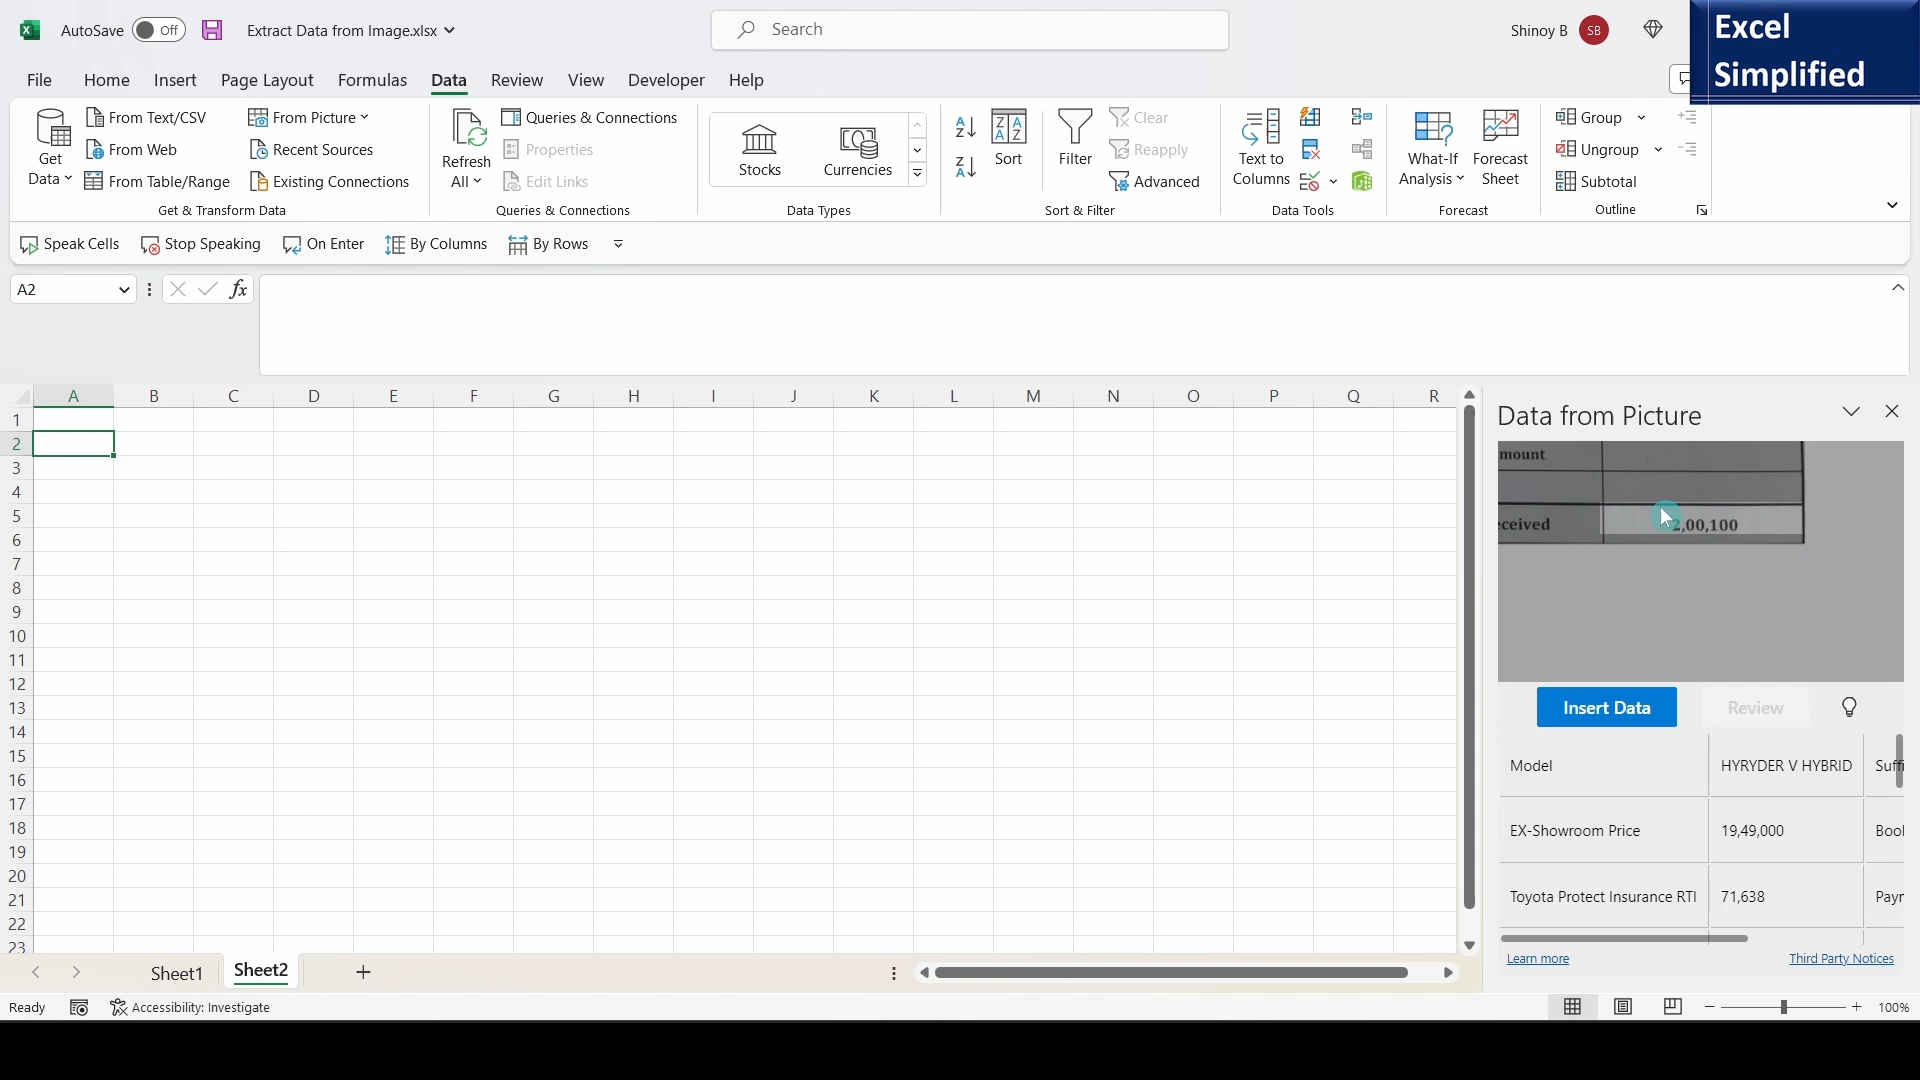 AutoSave Off Extract Data from Image.xlsx Search Shinoy B SB
Excel
Simplified
File Home Insert Page Layout Formulas Data Review View Developer Help
Get
Data
From Text/CSV
From Web
From Table/Range
From Picture
Recent Sources
Existing Connections
Get & Transform Data
Refresh
All
Queries & Connections
Properties
Edit Links
Queries & Connections
Stocks Currencies
Data Types
Sort
Filter
Clear
Reapply
Advanced
Sort & Filter
Text to
Columns
Data Tools
What-If
Analysis
Forecast
Sheet
Forecast
Group
Ungroup
Subtotal
Outline
Speak Cells Stop Speaking On Enter By Columns By Rows
A2 fx
A B C D E F G H I J K L M N O P Q R
1
2
3
4
5
6
7
8
9
10
11
12
13
14
15
16
17
18
19
20
21
22
23
Data from Picture
mount
eceived 2,00,100
Insert Data Review
Model HYRYDER V HYBRID Suffi
EX-Showroom Price 19,49,000 Bool
Toyota Protect Insurance RTI 71,638 Payr
Learn more Third Party Notices
Sheet1 Sheet2
Ready Accessibility: Investigate 100%